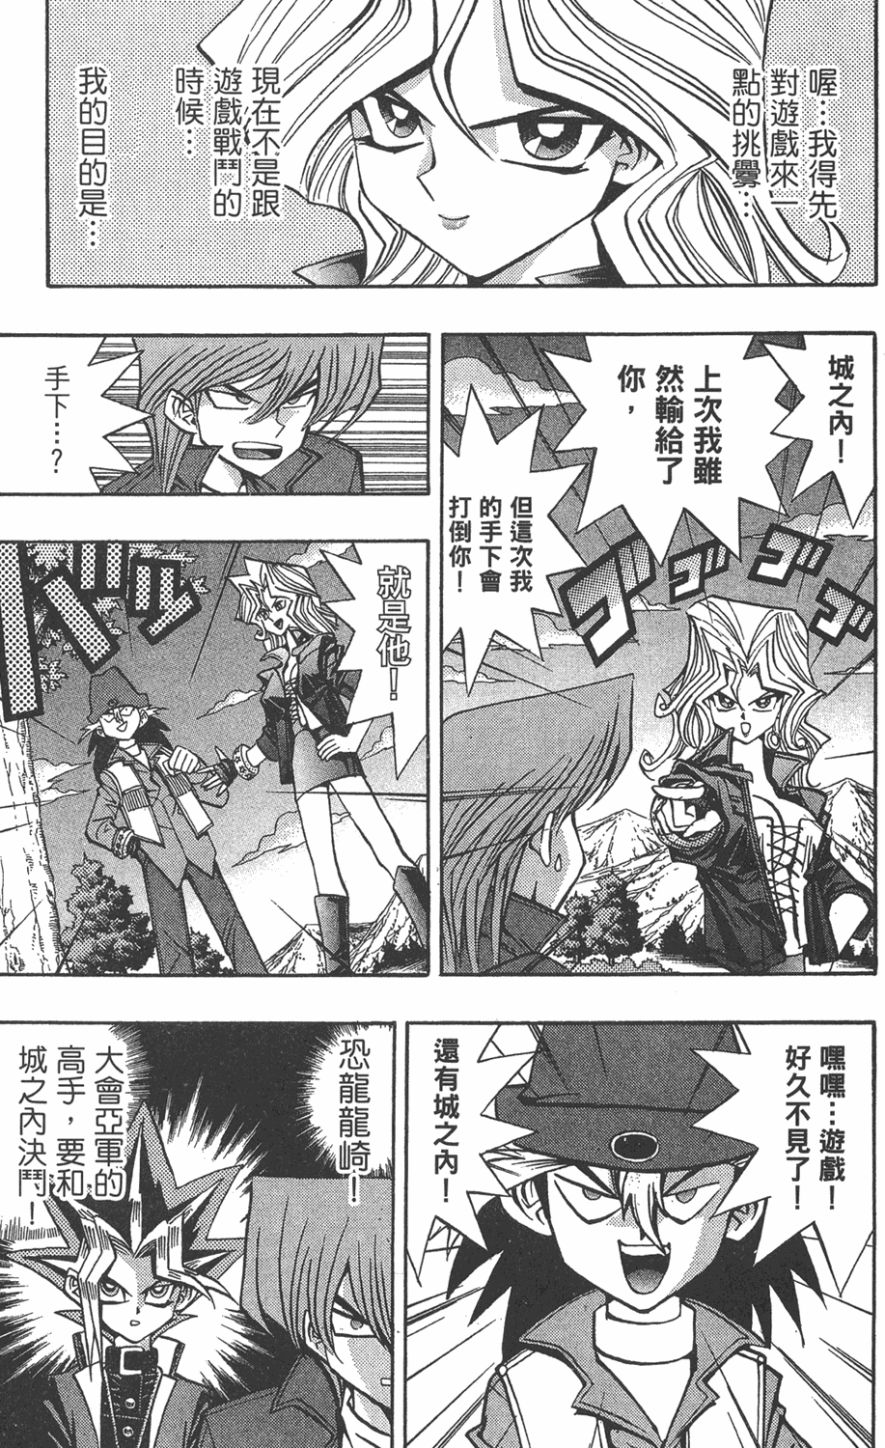 喔…我得先
對遊戲來一
點的挑釁…
現在不是跟
遊戲戰鬥的
時候…
我的目的是…
城之內！
上次我雖
然輸給了
你，
但這次我
的手下會
打倒你！
ゴゴゴゴ
手下…？
就是他！
嘿嘿…遊戲！
好久不見了！
還有城之內！
恐龍龍崎！
大會亞軍的
高手，要和
城之內決鬥！